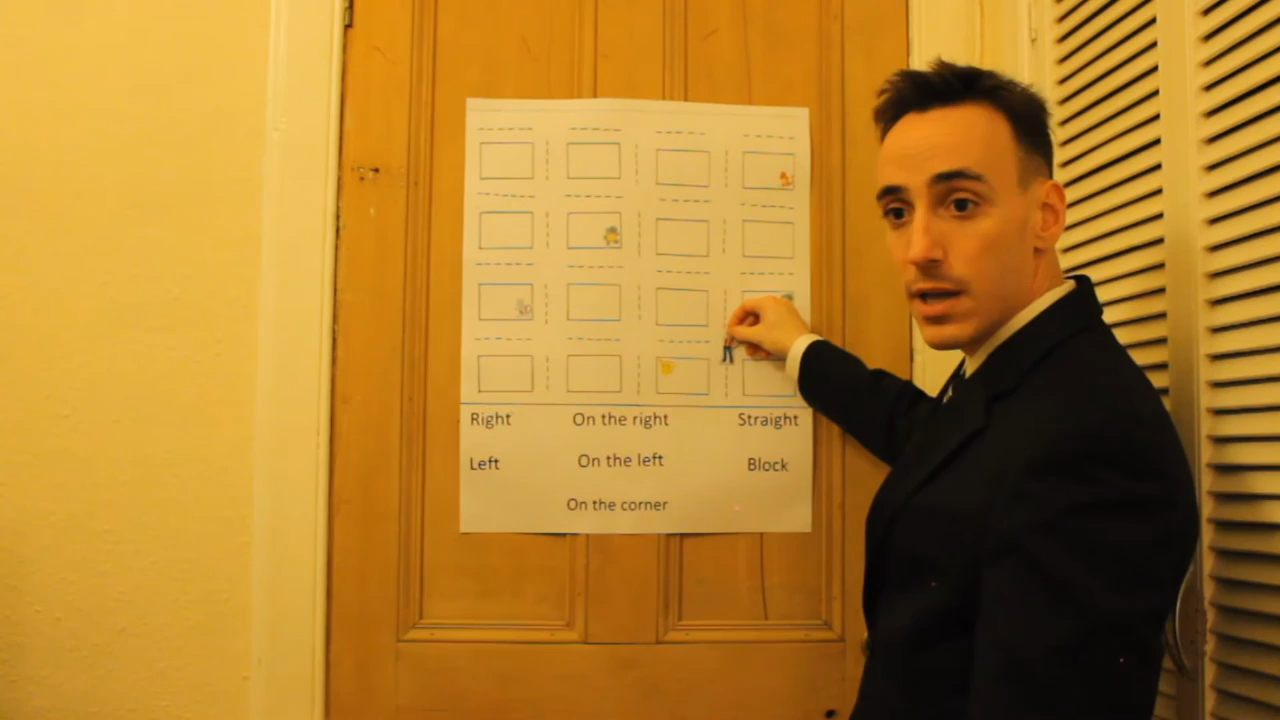 Right On the right Straight
Left On the left Block
On the corner